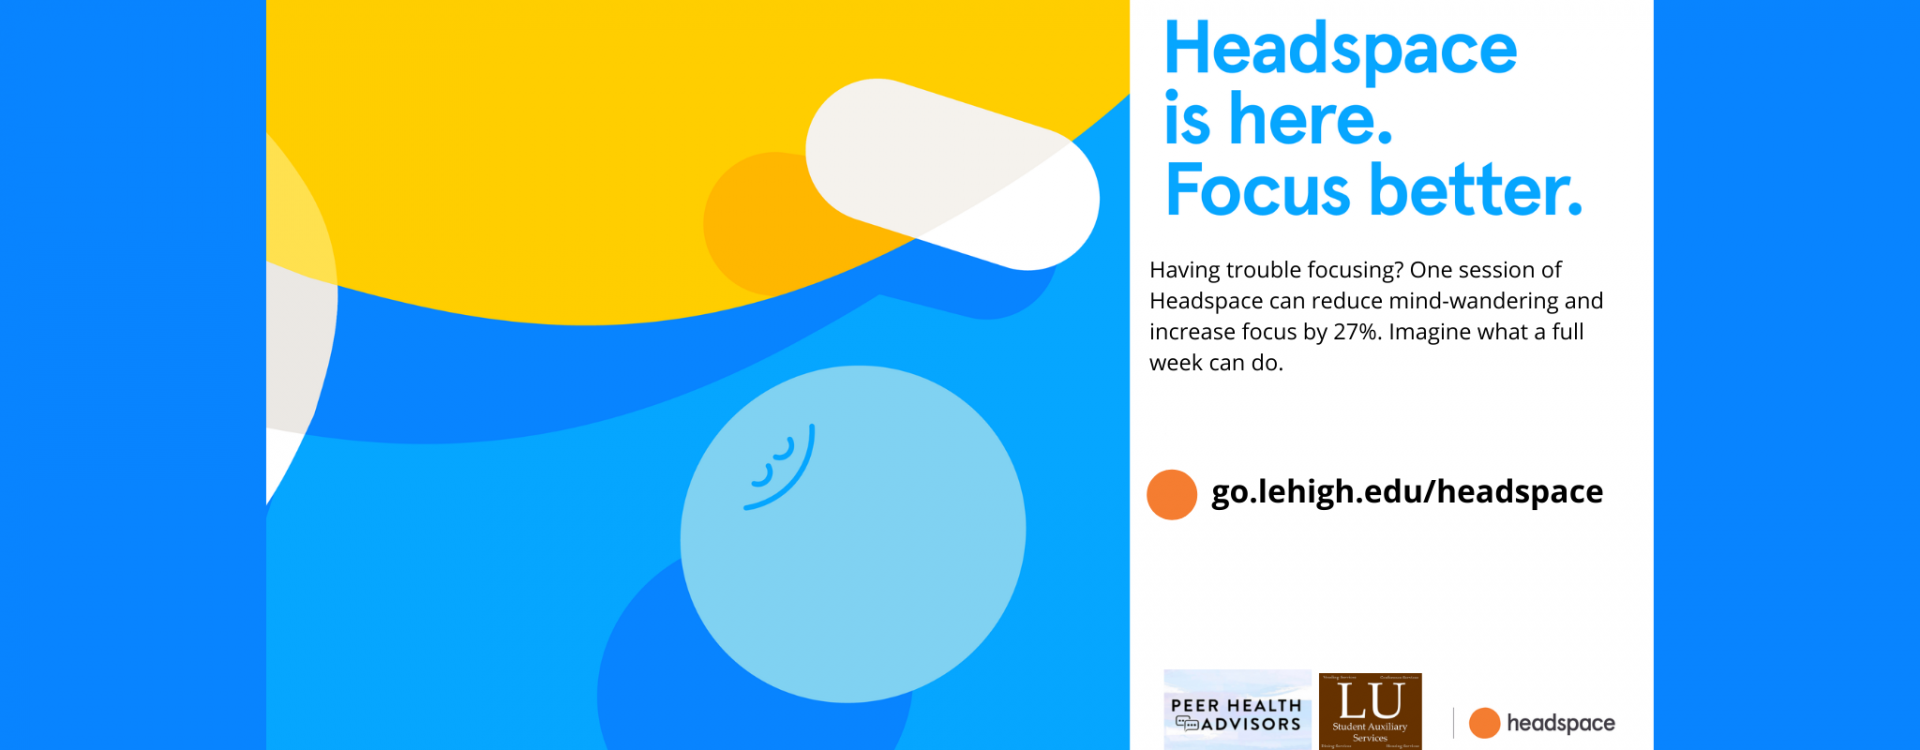 Headspace
is here.
Focus better.
Having trouble focusing? One session of
Headspace can reduce mind-wandering and
increase focus by 27%. Imagine what a full
week can do.
go.lehigh.edu/headspace
PEER HEALTH
ADVISORS
LU
Student Auxiliary
Services
headspace